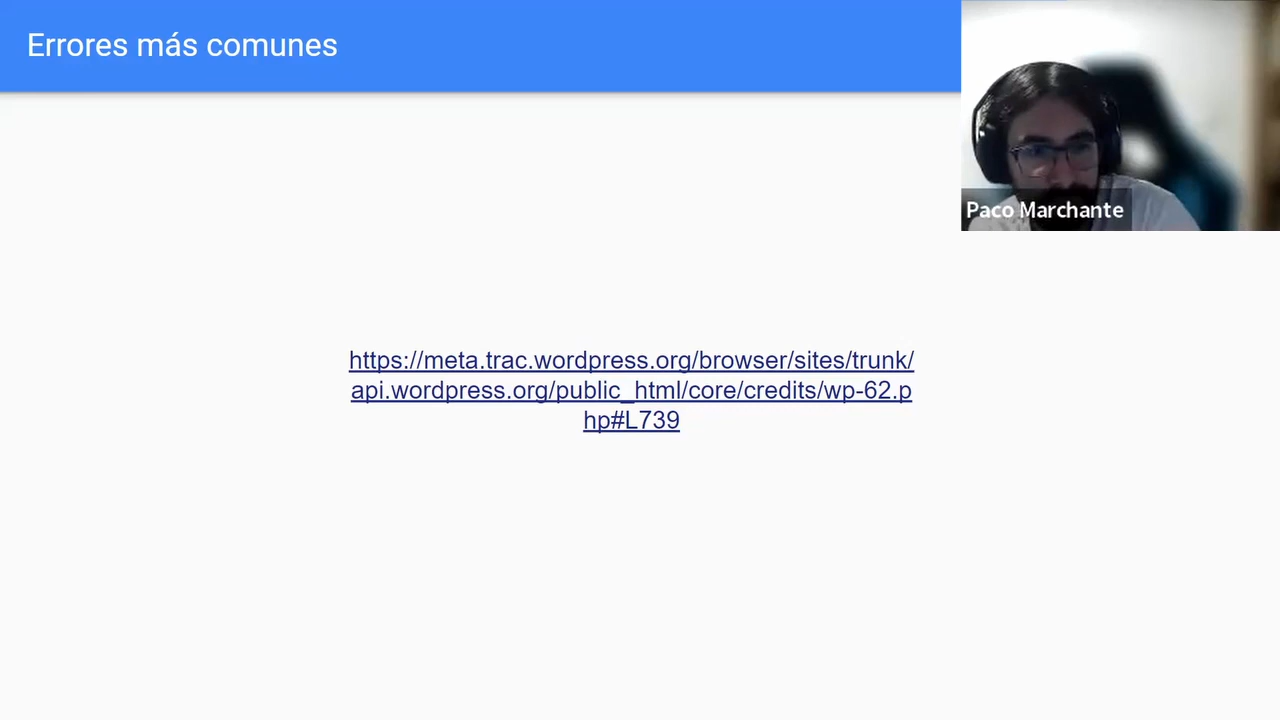 Errores más comunes
Paco Marchante
https://meta.trac.wordpress.org/browser/sites/trunk/
api.wordpress.org/public_html/core/credits/wp-62.p
hp#L739